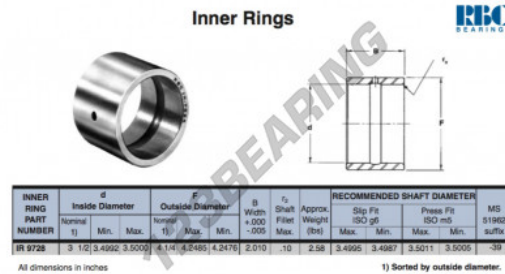 Inner Rings
RBC
BEARINGS
B
rs
d
F
123BEARING
INNER RING PART NUMBER
d Inside Diameter
F Outside Diameter
B Width +.000 -.005
rs Shaft Fillet Max.
Approx. Weight (lbs)
RECOMMENDED SHAFT DIAMETER
Slip Fit ISO g6
Press Fit ISO m5
MS 51962 suffix
Nominal 1) Min. Max. Nominal 1) Max. Min. Max. Min. Max. Min.
IR 9728 3 1/2 3.4992 3.5000 4 1/4 4.2485 4.2476 2.010 .10 2.58 3.4995 3.4987 3.5011 3.5005 -39
All dimensions in inches
1) Sorted by outside diameter.